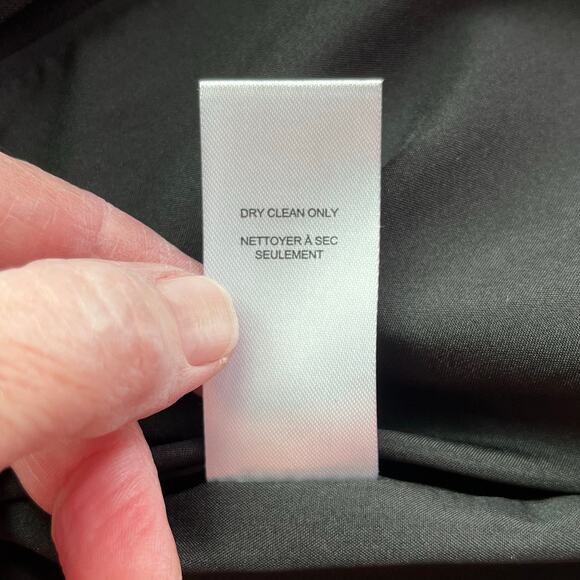 DRY CLEAN ONLY
NETTOYER À SEC
SEULEMENT